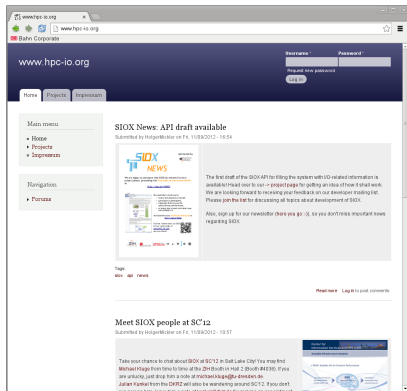 www.hpc-io.org
www.hpc-io.org
Bahn Corporate
www.hpc-io.org
Username *
Password *
Request new password
Log in
Home
Projects
Impressum
Main menu
Home
Projects
Impressum
Navigation
Forums
SIOX News: API draft available
Submitted by HolgerMickler on Fri, 11/09/2012 - 16:54
SIOX
NEWS
The first draft of the SIOX API for filling the system with I/O-related information is
available! Head over to our -> project page for getting an idea of how it shall work.
We are looking forward to receiving your feedback on our developer mailing list.
Please join the list for discussing all topics about development of SIOX.
Also, sign up for our newsletter (here you go :-)), so you don't miss important news
regarding SIOX.
Tags:
siox api news
Read more Log in to post comments
Meet SIOX people at SC'12
Submitted by HolgerMickler on Fri, 11/09/2012 - 10:57
Take your chance to chat about SIOX at SC'12 in Salt Lake City! You may find
Michael Kluge from time to time at the ZIH Booth in Hall 2 (Booth #4036). If you
are unlucky, just drop him a note at michael.kluge@tu-dresden.de.
Julian Kunkel from the DKRZ will also be wandering around SC'12. If you don't